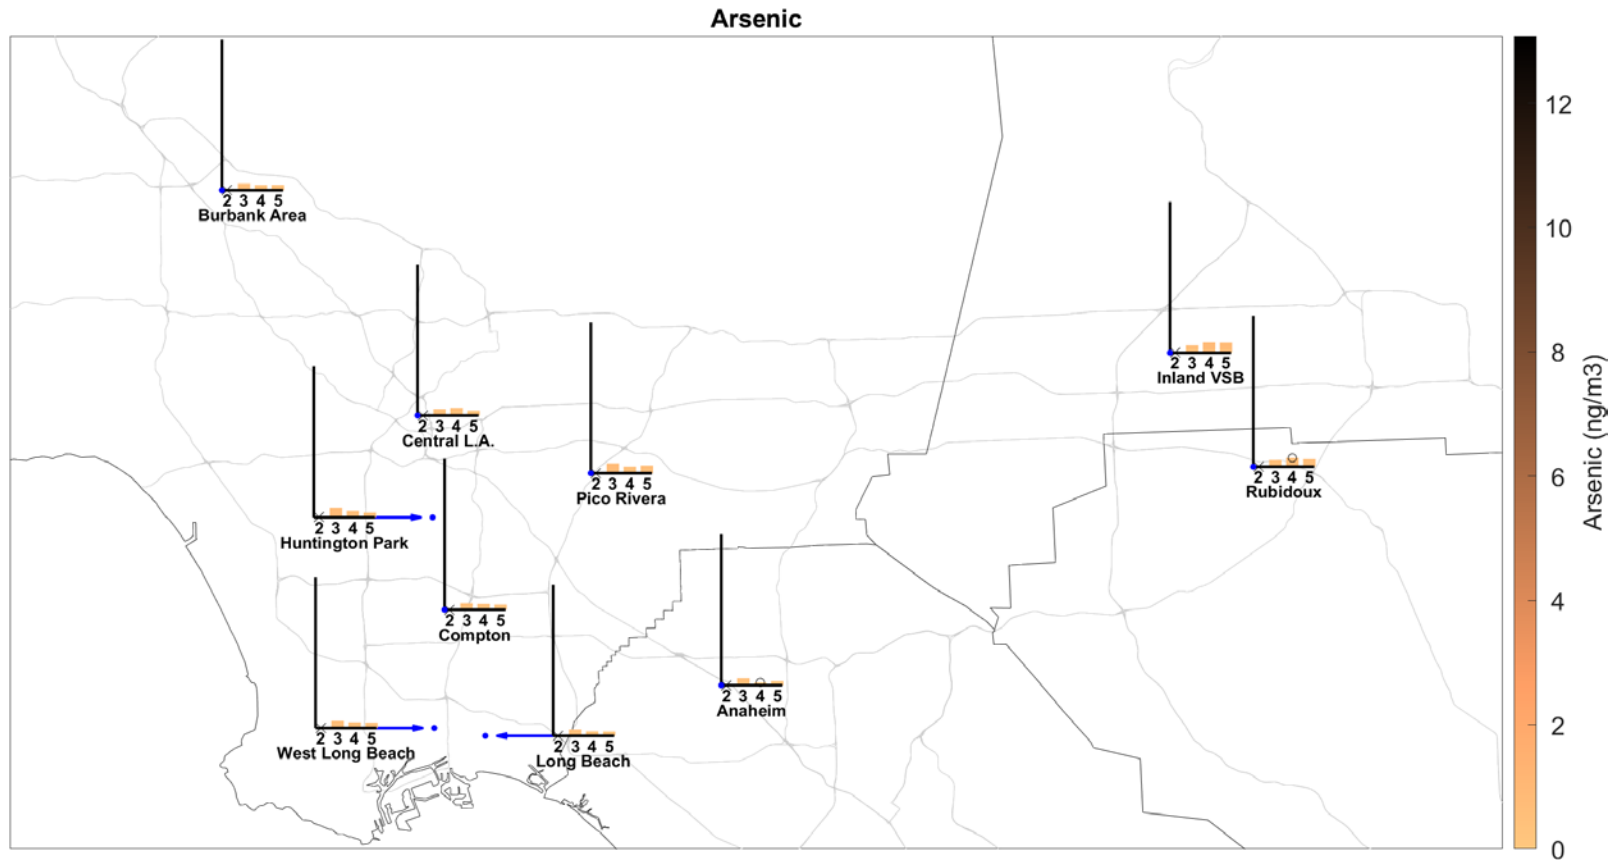 Arsenic
2 3 4 5
Burbank Area
2 3 4 5
Central L.A.
2 3 4 5
Pico Rivera
2 3 4 5
Inland VSB
2 3 4 5
Rubidoux
2 3 4 5
Huntington Park
2 3 4 5
Compton
2 3 4 5
Anaheim
2 3 4 5
West Long Beach
2 3 4 5
Long Beach
12
10
8
6
4
2
0
Arsenic (ng/m3)